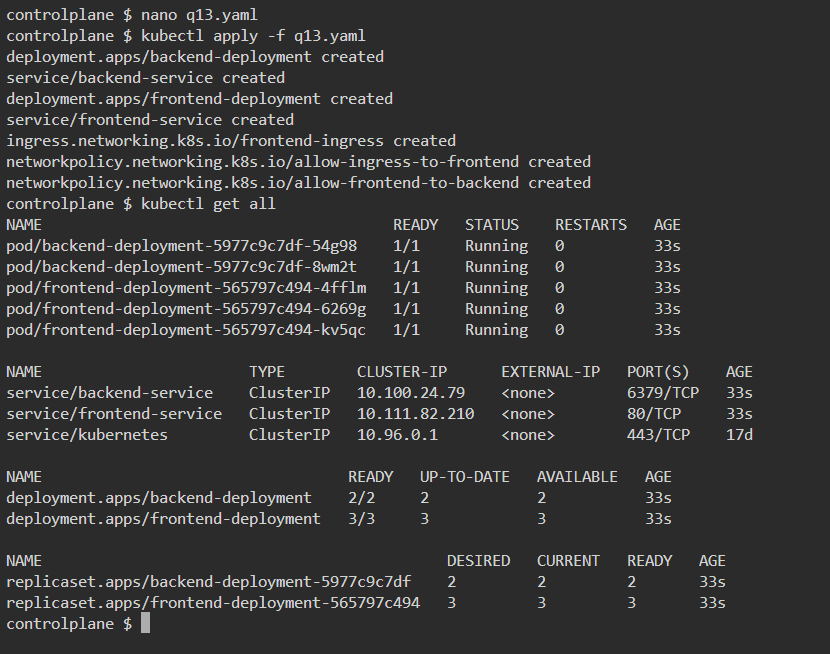 controlplane $ nano q13.yaml
controlplane $ kubectl apply -f q13.yaml
deployment.apps/backend-deployment created
service/backend-service created
deployment.apps/frontend-deployment created
service/frontend-service created
ingress.networking.k8s.io/frontend-ingress created
networkpolicy.networking.k8s.io/allow-ingress-to-frontend created
networkpolicy.networking.k8s.io/allow-frontend-to-backend created
controlplane $ kubectl get all
NAME READY STATUS RESTARTS AGE
pod/backend-deployment-5977c9c7df-54g98 1/1 Running 0 33s
pod/backend-deployment-5977c9c7df-8wm2t 1/1 Running 0 33s
pod/frontend-deployment-565797c494-4fflm 1/1 Running 0 33s
pod/frontend-deployment-565797c494-6269g 1/1 Running 0 33s
pod/frontend-deployment-565797c494-kv5qc 1/1 Running 0 33s
NAME TYPE CLUSTER-IP EXTERNAL-IP PORT(S) AGE
service/backend-service ClusterIP 10.100.24.79 <none> 6379/TCP 33s
service/frontend-service ClusterIP 10.111.82.210 <none> 80/TCP 33s
service/kubernetes ClusterIP 10.96.0.1 <none> 443/TCP 17d
NAME READY UP-TO-DATE AVAILABLE AGE
deployment.apps/backend-deployment 2/2 2 2 33s
deployment.apps/frontend-deployment 3/3 3 3 33s
NAME DESIRED CURRENT READY AGE
replicaset.apps/backend-deployment-5977c9c7df 2 2 2 33s
replicaset.apps/frontend-deployment-565797c494 3 3 3 33s
controlplane $